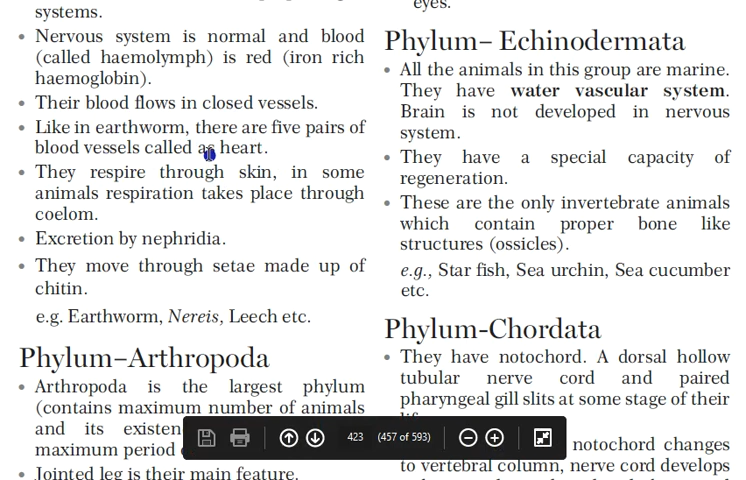 systems.
Nervous system is normal and blood
(called haemolymph) is red (iron rich
haemoglobin).
Their blood flows in closed vessels.
Like in earthworm, there are five pairs of
blood vessels called as heart.
They respire through skin, in some
animals respiration takes place through
coelom.
Excretion by nephridia.
They move through setae made up of
chitin.
e.g. Earthworm, Nereis, Leech etc.
Phylum–Arthropoda
Arthropoda is the largest phylum
(contains maximum number of animals
and its
maximum period
Jointed leg is their main feature.
eyes.
Phylum– Echinodermata
All the animals in this group are marine.
They have water vascular system.
Brain is not developed in nervous
system.
They have a special capacity of
regeneration.
These are the only invertebrate animals
which contain proper bone like
structures (ossicles).
e.g., Star fish, Sea urchin, Sea cucumber
etc.
Phylum-Chordata
They have notochord. A dorsal hollow
tubular nerve cord and paired
pharyngeal gill slits at some stage of their
notochord changes
to vertebral column, nerve cord develops
423 (457 of 593)